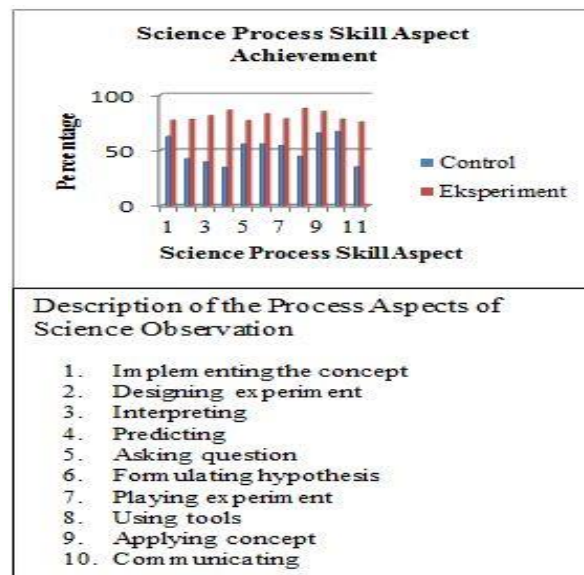 Science Process Skill Aspect
Achievement
100
50
0
Percentage
1 3 5 7 9 11
Control
Eksperiment
Science Process Skill Aspect
Description of the Process Aspects of
Science Observation
1. Implementing the concept
2. Designing experiment
3. Interpreting
4. Predicting
5. Asking question
6. Formulating hypothesis
7. Playing experiment
8. Using tools
9. Applying concept
10. Communicating